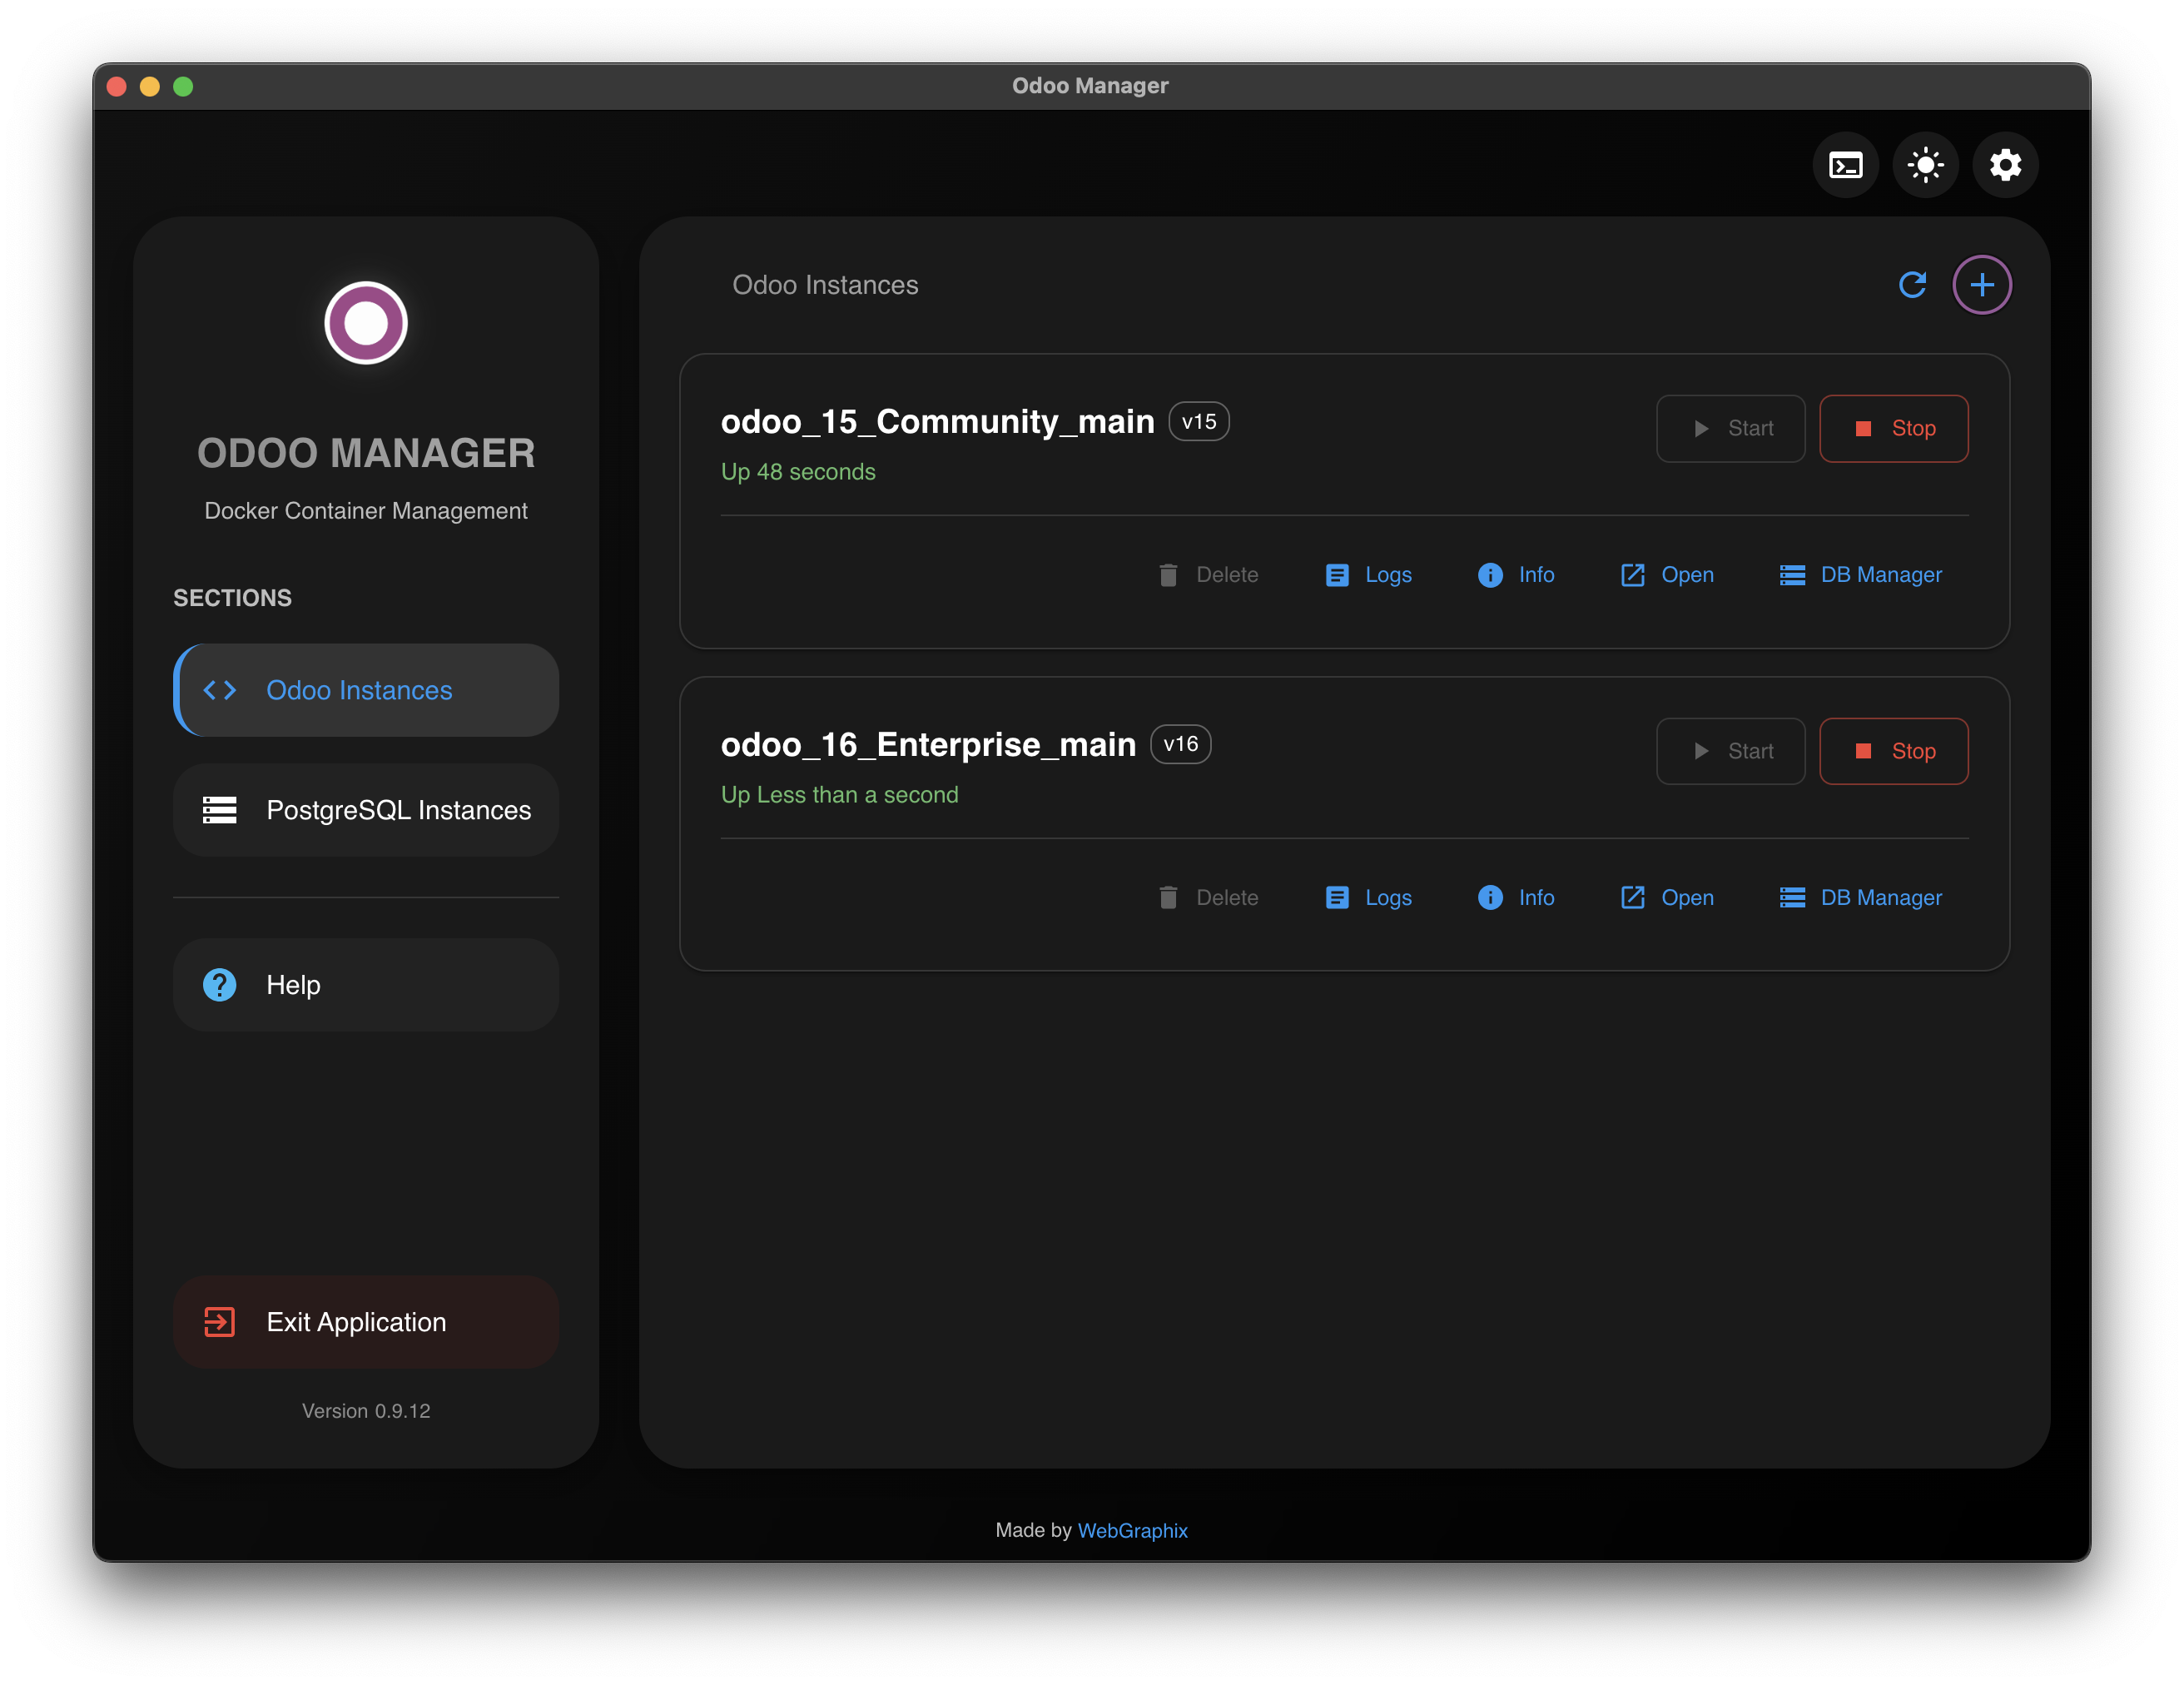 Odoo Manager
ODOO MANAGER
Docker Container Management
SECTIONS
Odoo Instances
PostgreSQL Instances
Help
Exit Application
Version 0.9.12
Odoo Instances
odoo_15_Community_main v15
Start Stop
Up 48 seconds
Delete Logs Info Open DB Manager
odoo_16_Enterprise_main v16
Start Stop
Up Less than a second
Delete Logs Info Open DB Manager
Made by WebGraphix